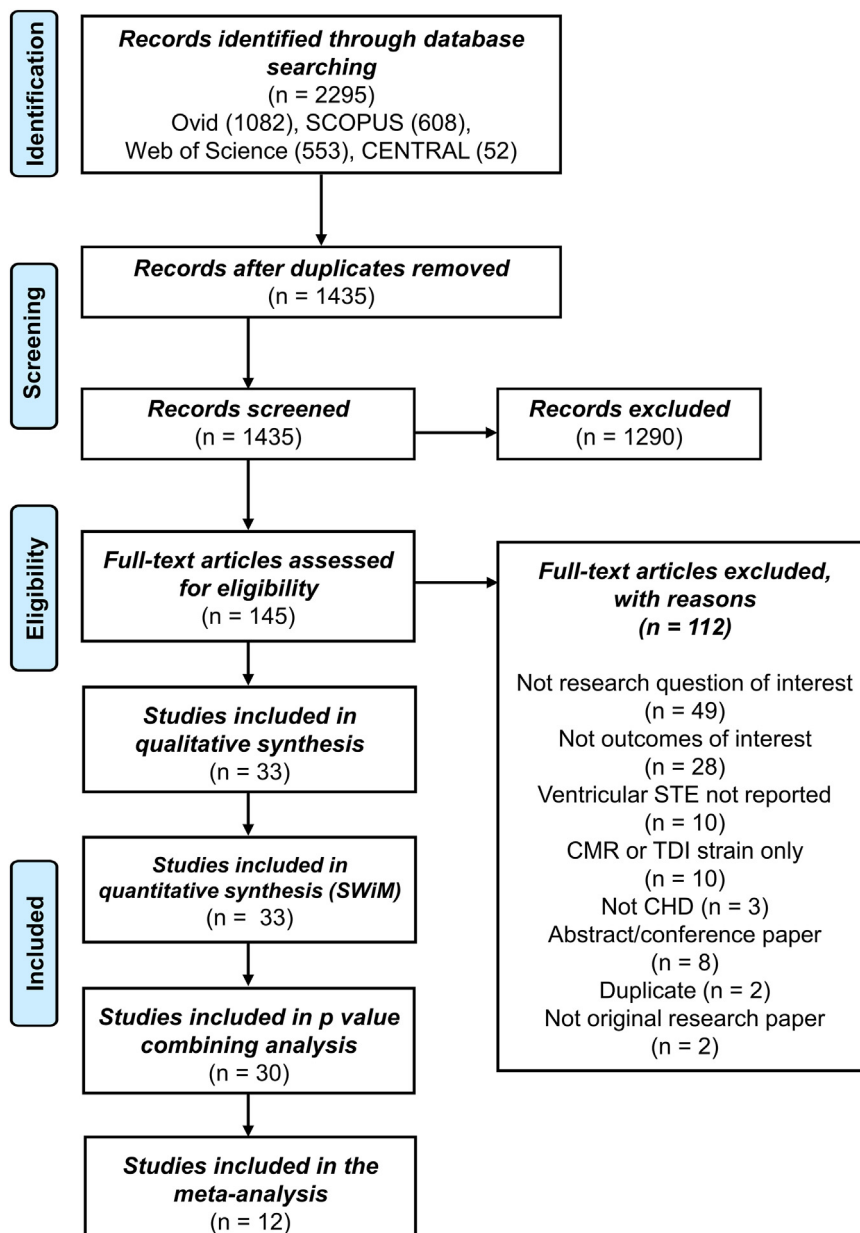 Identification
Records identified through database
searching
(n = 2295)
Ovid (1082), SCOPUS (608),
Web of Science (553), CENTRAL (52)
Screening
Records after duplicates removed
(n = 1435)
Records screened
(n = 1435)
Records excluded
(n = 1290)
Eligibility
Full-text articles assessed
for eligibility
(n = 145)
Full-text articles excluded,
with reasons
(n = 112)
Not research question of interest
(n = 49)
Not outcomes of interest
(n = 28)
Ventricular STE not reported
(n = 10)
CMR or TDI strain only
(n = 10)
Not CHD (n = 3)
Abstract/conference paper
(n = 8)
Duplicate (n = 2)
Not original research paper
(n = 2)
Studies included in
qualitative synthesis
(n = 33)
Included
Studies included in
quantitative synthesis (SWiM)
(n =  33)
Studies included in p value
combining analysis
(n = 30)
Studies included in the
meta-analysis
(n = 12)